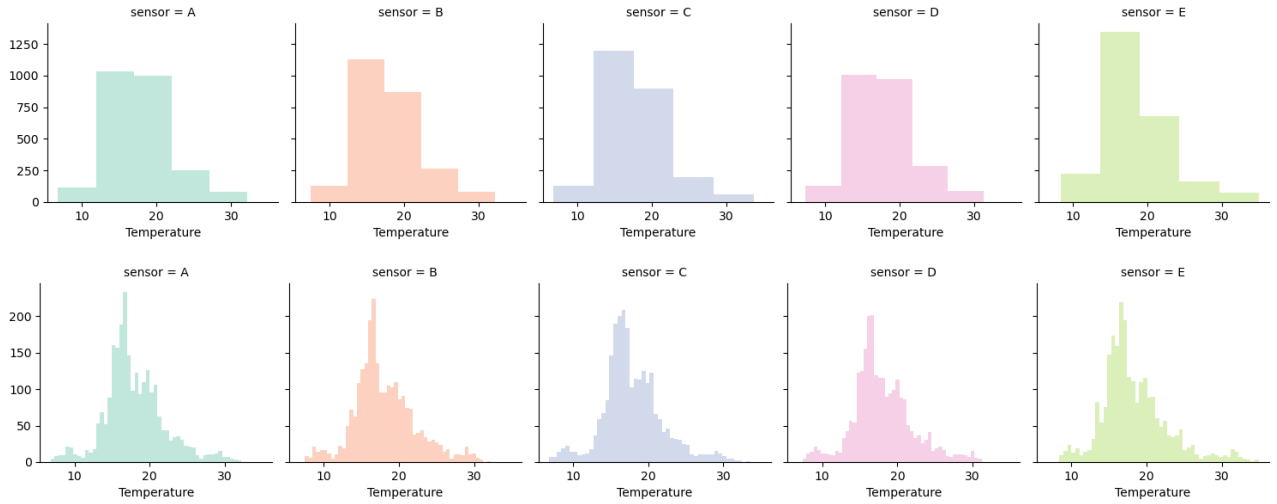 sensor = A sensor = B sensor = C sensor = D sensor = E
1250
1000
750
500
250
0
10 20 30 10 20 30 10 20 30 10 20 30 10 20 30
Temperature Temperature Temperature Temperature Temperature
sensor = A sensor = B sensor = C sensor = D sensor = E
200
150
100
50
0
10 20 30 10 20 30 10 20 30 10 20 30 10 20 30
Temperature Temperature Temperature Temperature Temperature